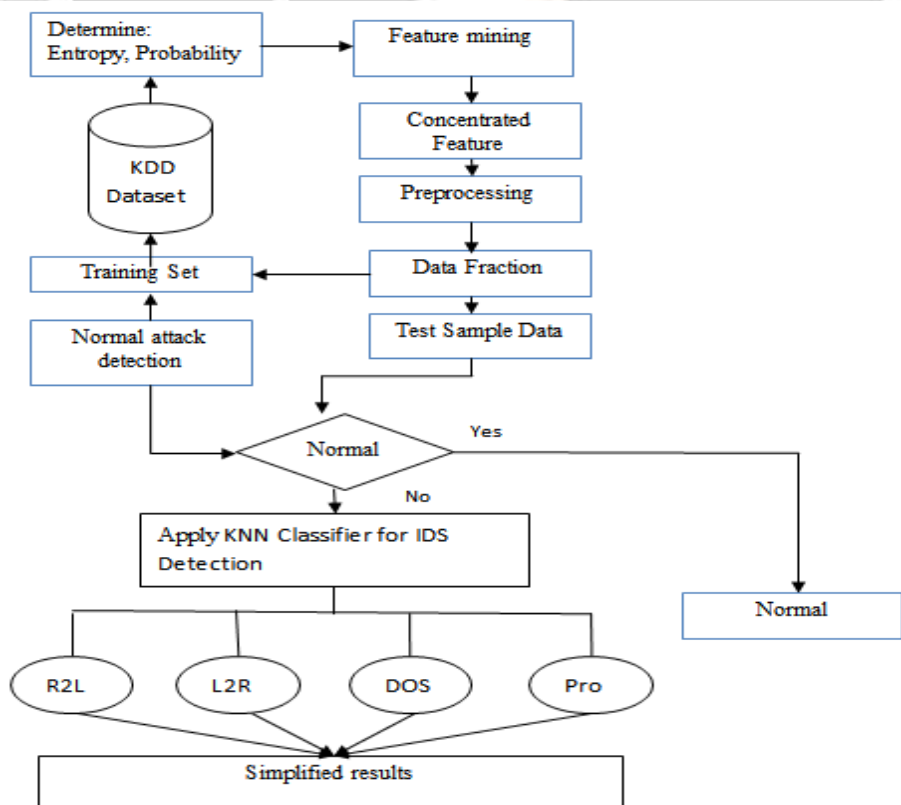 Determine:
Entropy, Probability
Feature mining
Concentrated
Feature
KDD
Dataset
Preprocessing
Training Set
Data Fraction
Normal attack
detection
Test Sample Data
Normal
Yes
No
Apply KNN Classifier for IDS
Detection
Normal
R2L
L2R
DOS
Pro
Simplified results